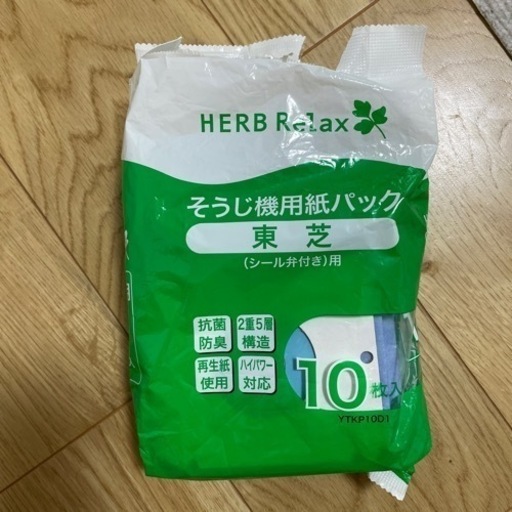 HERB Relax
そうじ機用紙パック
東芝
(シール弁付き)用
抗菌防臭
2重5層構造
再生紙使用
ハイパワー対応
10枚入
YTKP10D1